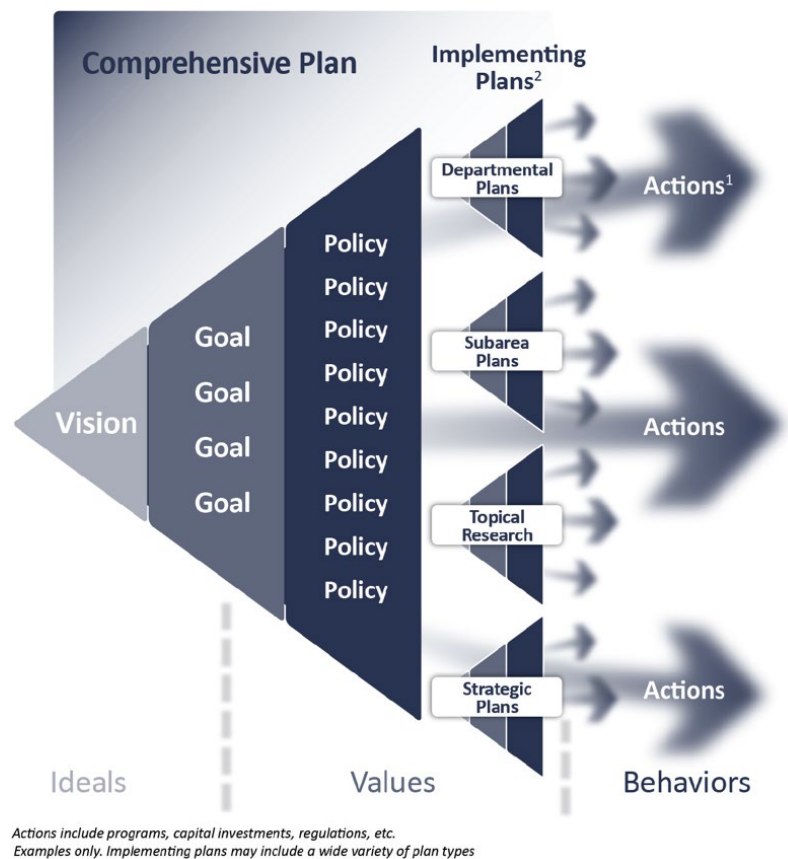 Comprehensive Plan
Implementing
Plans2
Vision
Goal
Goal
Goal
Goal
Policy
Policy
Policy
Policy
Policy
Policy
Policy
Policy
Policy
Departmental
Plans
Subarea
Plans
Topical
Research
Strategic
Plans
Actions1
Actions
Actions
Ideals
Values
Behaviors
Actions include programs, capital investments, regulations, etc.
Examples only. Implementing plans may include a wide variety of plan types